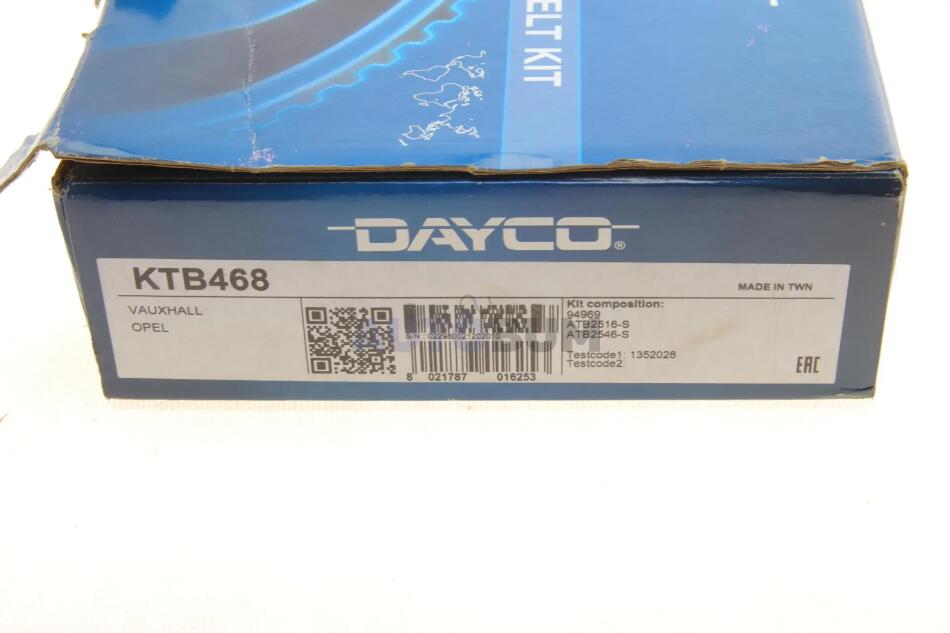 ELT KIT
DAYCO®
KTB468
MADE IN TWN
VAUXHALL
OPEL
S/N : 022980021202010
8 021787 016253
Kit composition:
94969
ATB2516-S
ATB2546-S
Testcode1: 1352028
Testcode2:
EAC